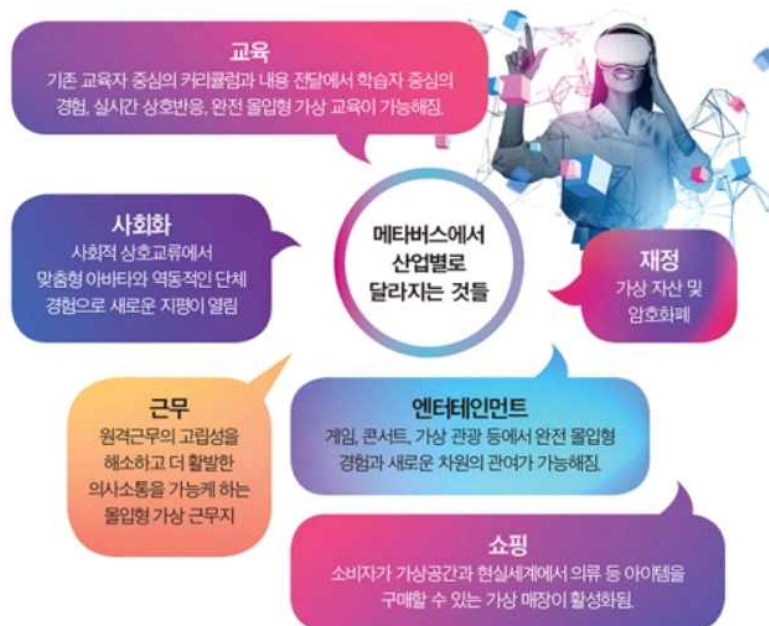 교육
기존 교육자 중심의 커리큘럼과 내용 전달에서 학습자 중심의
경험, 실시간 상호반응, 완전 몰입형 가상 교육이 가능해짐.
메타버스에서
산업별로
달라지는 것들
사회화
사회적 상호교류에서
맞춤형 아바타와 역동적인 단체
경험으로 새로운 지평이 열림
재정
가상 자산 및
암호화폐
근무
원격근무의 고립성을
해소하고 더 활발한
의사소통을 가능케 하는
몰입형 가상 근무지
엔터테인먼트
게임, 콘서트, 가상 관광 등에서 완전 몰입형
경험과 새로운 차원의 관여가 가능해짐.
쇼핑
소비자가 가상공간과 현실세계에서 의류 등 아이템을
구매할 수 있는 가상 매장이 활성화됨.